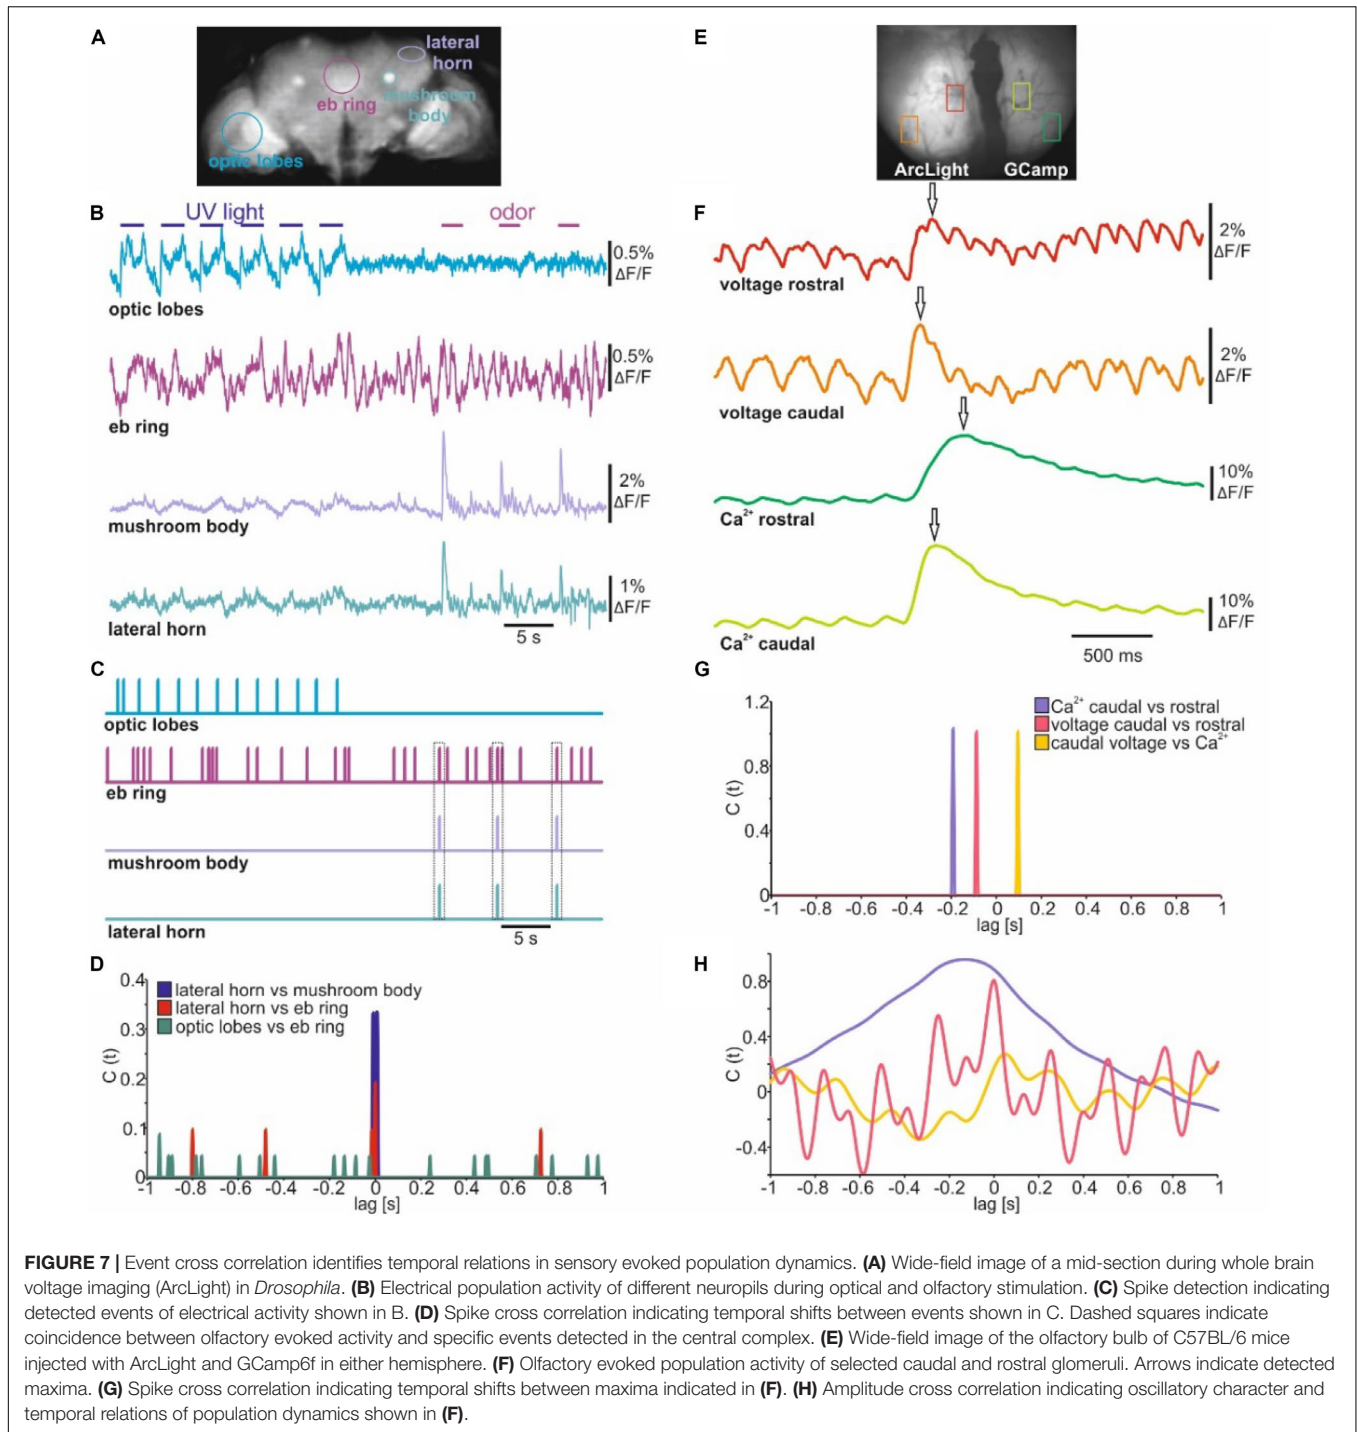 A
lateral
horn
eb ring
mushroom
body
optic lobes
B
UV light
odor
0.5%
ΔF/F
optic lobes
0.5%
ΔF/F
eb ring
2%
ΔF/F
mushroom body
1%
ΔF/F
lateral horn
5 s
C
optic lobes
eb ring
mushroom body
lateral horn
5 s
D
0.4
0.3
0.2
0.1
0
C (t)
lateral horn vs mushroom body
lateral horn vs eb ring
optic lobes vs eb ring
-1 -0.8 -0.6 -0.4 -0.2 0 0.2 0.4 0.6 0.8 1
lag [s]
E
ArcLight GCamp
F
2%
ΔF/F
voltage rostral
2%
ΔF/F
voltage caudal
10%
ΔF/F
Ca²⁺ rostral
10%
ΔF/F
Ca²⁺ caudal
500 ms
G
1.2
0.8
0.4
0
C (t)
Ca²⁺ caudal vs rostral
voltage caudal vs rostral
caudal voltage vs Ca²⁺
-1 -0.8 -0.6 -0.4 -0.2 0 0.2 0.4 0.6 0.8 1
lag [s]
H
0.8
0.4
0
-0.4
C (t)
-1 -0.8 -0.6 -0.4 -0.2 0 0.2 0.4 0.6 0.8 1
lag [s]
FIGURE 7 | Event cross correlation identifies temporal relations in sensory evoked population dynamics. (A) Wide-field image of a mid-section during whole brain
voltage imaging (ArcLight) in Drosophila. (B) Electrical population activity of different neuropils during optical and olfactory stimulation. (C) Spike detection indicating
detected events of electrical activity shown in B. (D) Spike cross correlation indicating temporal shifts between events shown in C. Dashed squares indicate
coincidence between olfactory evoked activity and specific events detected in the central complex. (E) Wide-field image of the olfactory bulb of C57BL/6 mice
injected with ArcLight and GCamp6f in either hemisphere. (F) Olfactory evoked population activity of selected caudal and rostral glomeruli. Arrows indicate detected
maxima. (G) Spike cross correlation indicating temporal shifts between maxima indicated in (F). (H) Amplitude cross correlation indicating oscillatory character and
temporal relations of population dynamics shown in (F).